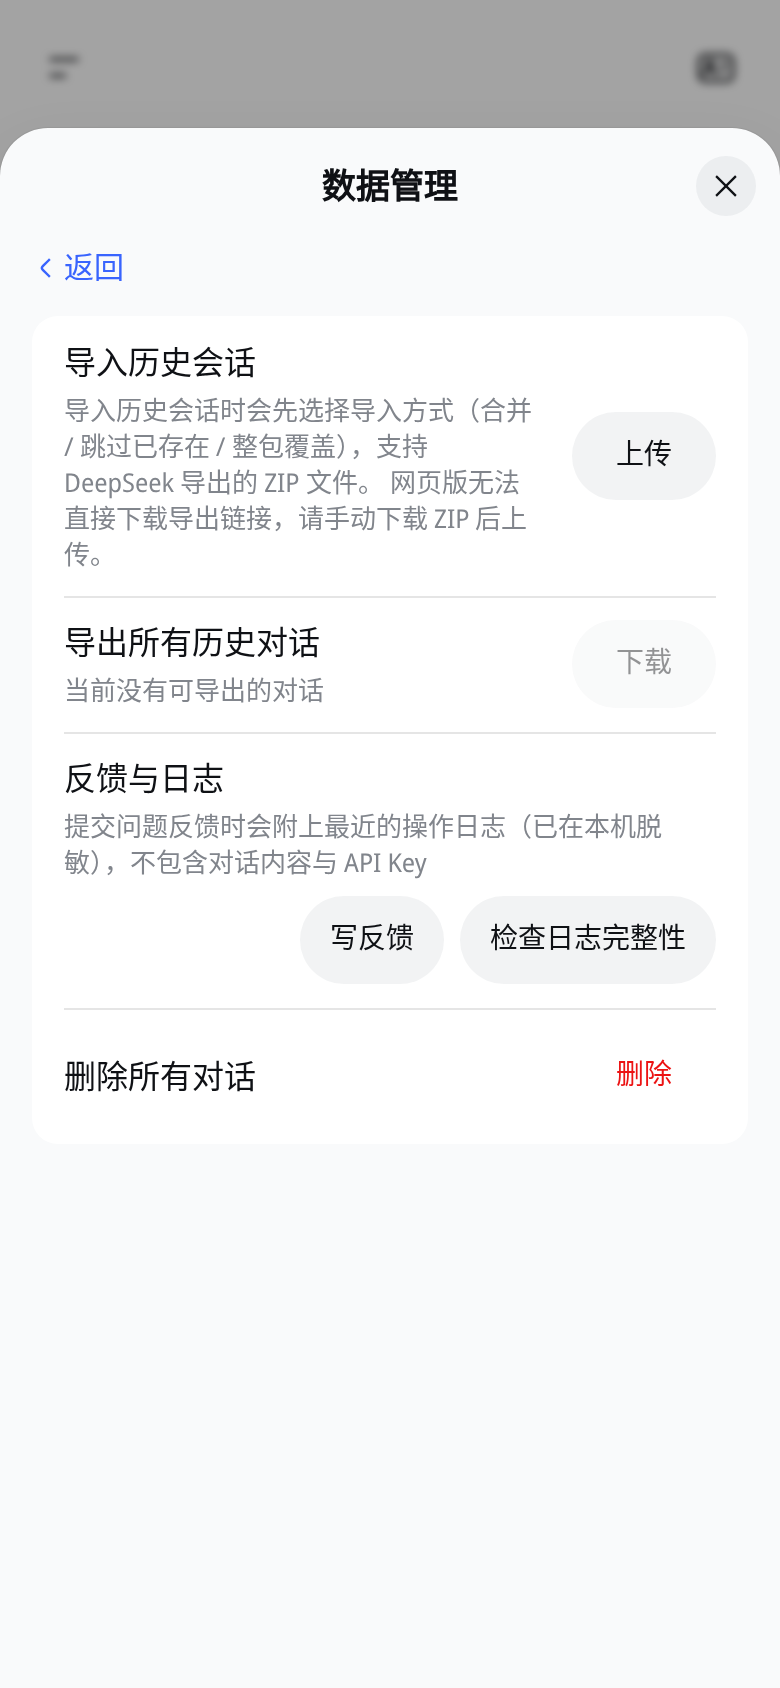 数据管理
返回
导入历史会话
导入历史会话时会先选择导入方式（合并
/ 跳过已存在 / 整包覆盖），支持
DeepSeek 导出的 ZIP 文件。 网页版无法
直接下载导出链接，请手动下载 ZIP 后上
传。
上传
导出所有历史对话
当前没有可导出的对话
下载
反馈与日志
提交问题反馈时会附上最近的操作日志（已在本机脱
敏），不包含对话内容与 API Key
写反馈
检查日志完整性
删除所有对话
删除